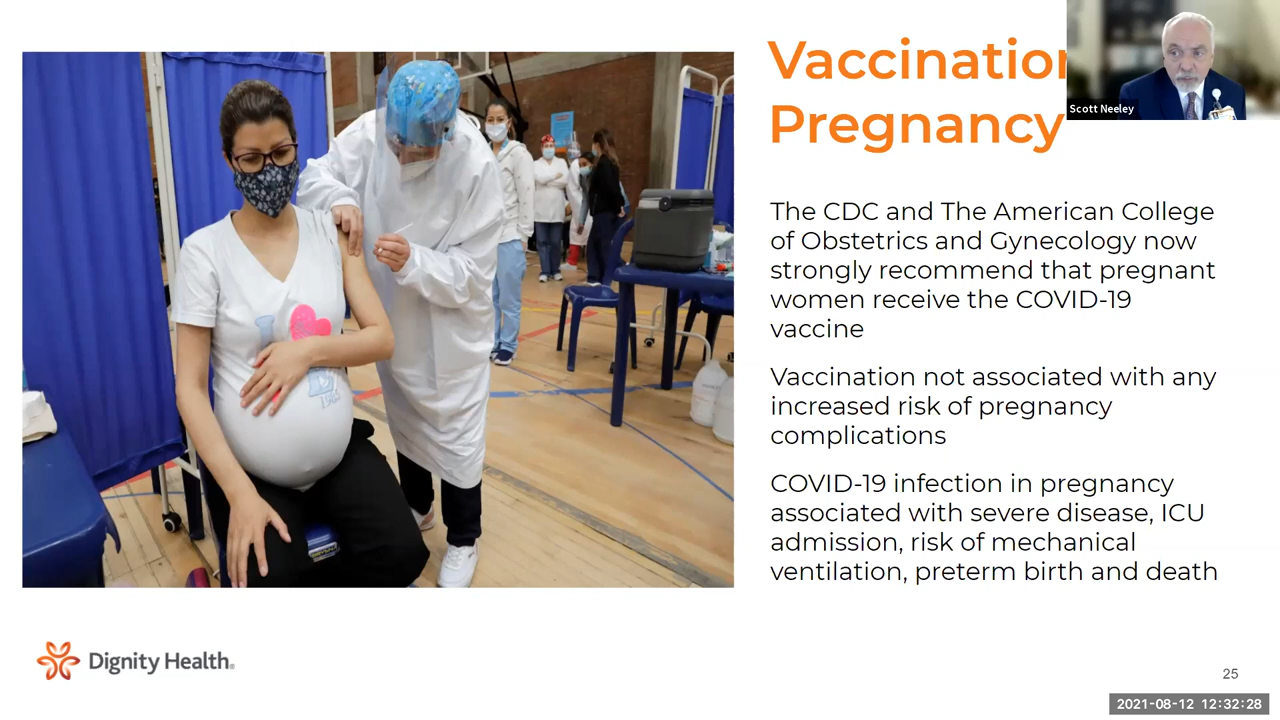 Vaccination
Pregnancy
Scott Neeley
The CDC and The American College
of Obstetrics and Gynecology now
strongly recommend that pregnant
women receive the COVID-19
vaccine
Vaccination not associated with any
increased risk of pregnancy
complications
COVID-19 infection in pregnancy
associated with severe disease, ICU
admission, risk of mechanical
ventilation, preterm birth and death
Dignity Health
25
2021-08-12 12:32:28